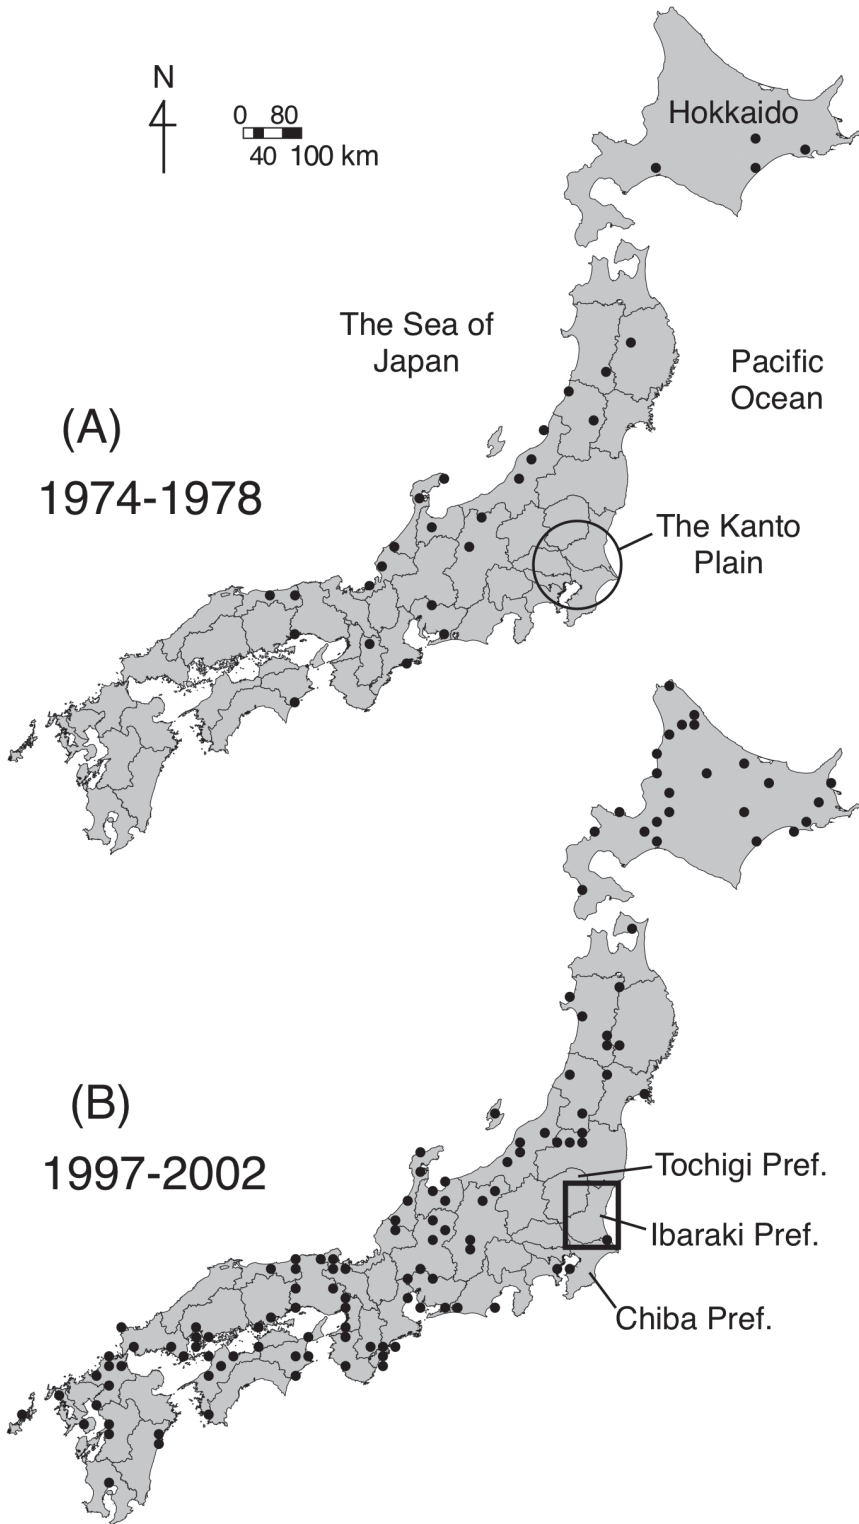 N
0 80
40 100 km
Hokkaido
The Sea of
Japan
Pacific
Ocean
(A)
1974-1978
The Kanto
Plain
(B)
1997-2002
Tochigi Pref.
Ibaraki Pref.
Chiba Pref.